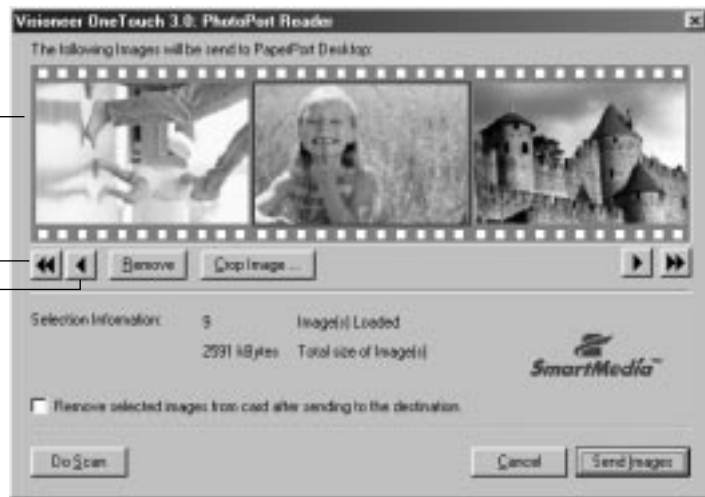 Visioneer OneTouch 3.0: PhotoPort Reader
The following Images will be send to PaperPort Desktop:
Remove
Crop Image ...
Selection Information:
9
Image(s) Loaded
2591 kBytes
Total size of Image(s)
SmartMedia™
Remove selected images from card after sending to the destination.
Do Scan
Cancel
Send Images